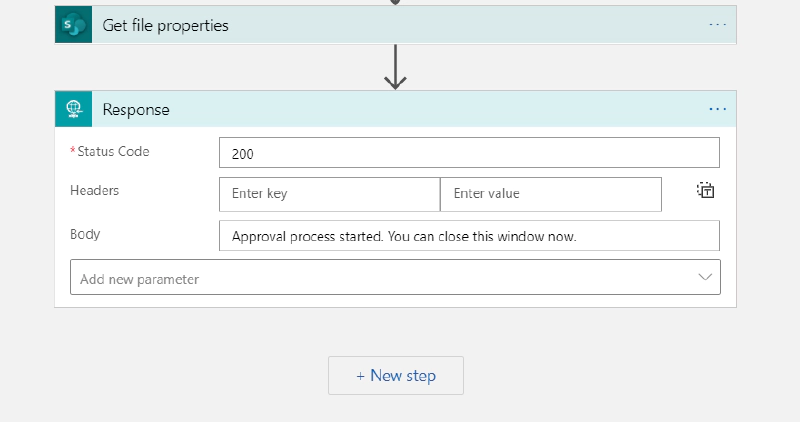 Get file properties
Response
*Status Code
200
Headers
Enter key
Enter value
Body
Approval process started. You can close this window now.
Add new parameter
+ New step